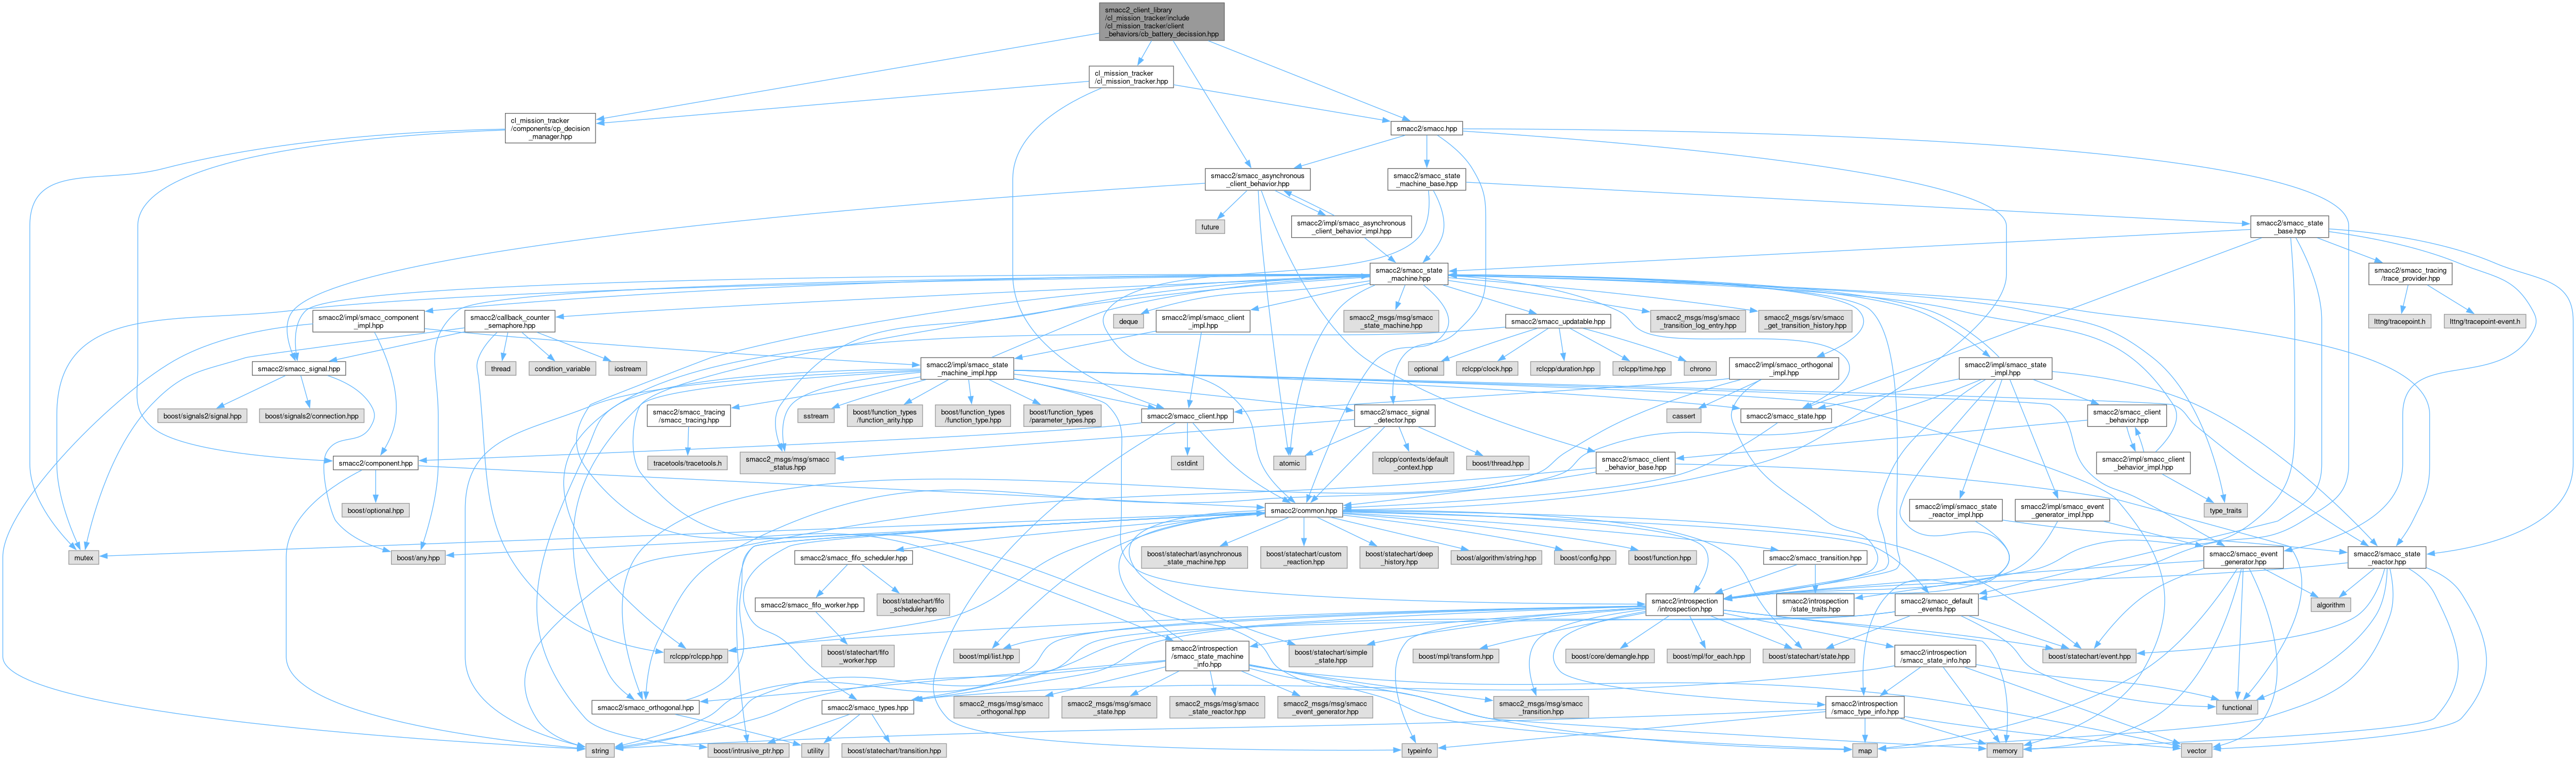 smacc2_client_library
/cl_mission_tracker/include
/cl_mission_tracker/client
_behaviors/cb_battery_decission.hpp
cl_mission_tracker
/cl_mission_tracker.hpp
cl_mission_tracker
/components/cp_decision
_manager.hpp
smacc2/smacc.hpp
smacc2/smacc_asynchronous
_client_behavior.hpp
smacc2/smacc_state
_machine_base.hpp
future
smacc2/impl/smacc_asynchronous
_client_behavior_impl.hpp
smacc2/smacc_state
_base.hpp
smacc2/smacc_state
_machine.hpp
smacc2/smacc_tracing
/trace_provider.hpp
smacc2/impl/smacc_component
_impl.hpp
smacc2/callback_counter
_semaphore.hpp
deque
smacc2_msgs/msg/smacc
_state_machine.hpp
smacc2/impl/smacc_client
_impl.hpp
smacc2/smacc_updatable.hpp
smacc2_msgs/msg/smacc
_transition_log_entry.hpp
smacc2_msgs/srv/smacc
_get_transition_history.hpp
lttng/tracepoint.h
lttng/tracepoint-event.h
smacc2/smacc_signal.hpp
thread
condition_variable
iostream
smacc2/impl/smacc_state
_machine_impl.hpp
optional
rclcpp/clock.hpp
rclcpp/duration.hpp
rclcpp/time.hpp
chrono
smacc2/impl/smacc_orthogonal
_impl.hpp
smacc2/impl/smacc_state
_impl.hpp
boost/signals2/signal.hpp
boost/signals2/connection.hpp
smacc2/smacc_tracing
/smacc_tracing.hpp
sstream
boost/function_types
/function_arity.hpp
boost/function_types
/function_type.hpp
boost/function_types
/parameter_types.hpp
smacc2/smacc_client.hpp
smacc2/smacc_signal
_detector.hpp
cassert
smacc2/smacc_state.hpp
smacc2/smacc_client
_behavior.hpp
smacc2/component.hpp
tracetools/tracetools.h
smacc2_msgs/msg/smacc
_status.hpp
cstdint
atomic
rclcpp/contexts/default
_context.hpp
boost/thread.hpp
smacc2/smacc_client
_behavior_base.hpp
smacc2/impl/smacc_client
_behavior_impl.hpp
boost/optional.hpp
smacc2/common.hpp
smacc2/impl/smacc_state
_reactor_impl.hpp
smacc2/impl/smacc_event
_generator_impl.hpp
type_traits
mutex
boost/any.hpp
smacc2/smacc_fifo_scheduler.hpp
boost/statechart/asynchronous
_state_machine.hpp
boost/statechart/custom
_reaction.hpp
boost/statechart/deep
_history.hpp
boost/algorithm/string.hpp
boost/config.hpp
boost/function.hpp
smacc2/smacc_transition.hpp
smacc2/smacc_event
_generator.hpp
smacc2/smacc_state
_reactor.hpp
smacc2/smacc_fifo_worker.hpp
boost/statechart/fifo
_scheduler.hpp
smacc2/introspection
/introspection.hpp
smacc2/introspection
/state_traits.hpp
smacc2/smacc_default
_events.hpp
algorithm
rclcpp/rclcpp.hpp
boost/statechart/fifo
_worker.hpp
boost/mpl/list.hpp
smacc2/introspection
/smacc_state_machine
_info.hpp
boost/statechart/simple
_state.hpp
boost/mpl/transform.hpp
boost/core/demangle.hpp
boost/mpl/for_each.hpp
boost/statechart/state.hpp
smacc2/introspection
/smacc_state_info.hpp
boost/statechart/event.hpp
smacc2/smacc_orthogonal.hpp
smacc2/smacc_types.hpp
smacc2_msgs/msg/smacc
_orthogonal.hpp
smacc2_msgs/msg/smacc
_state.hpp
smacc2_msgs/msg/smacc
_state_reactor.hpp
smacc2_msgs/msg/smacc
_event_generator.hpp
smacc2_msgs/msg/smacc
_transition.hpp
smacc2/introspection
/smacc_type_info.hpp
functional
string
boost/intrusive_ptr.hpp
utility
boost/statechart/transition.hpp
typeinfo
map
memory
vector